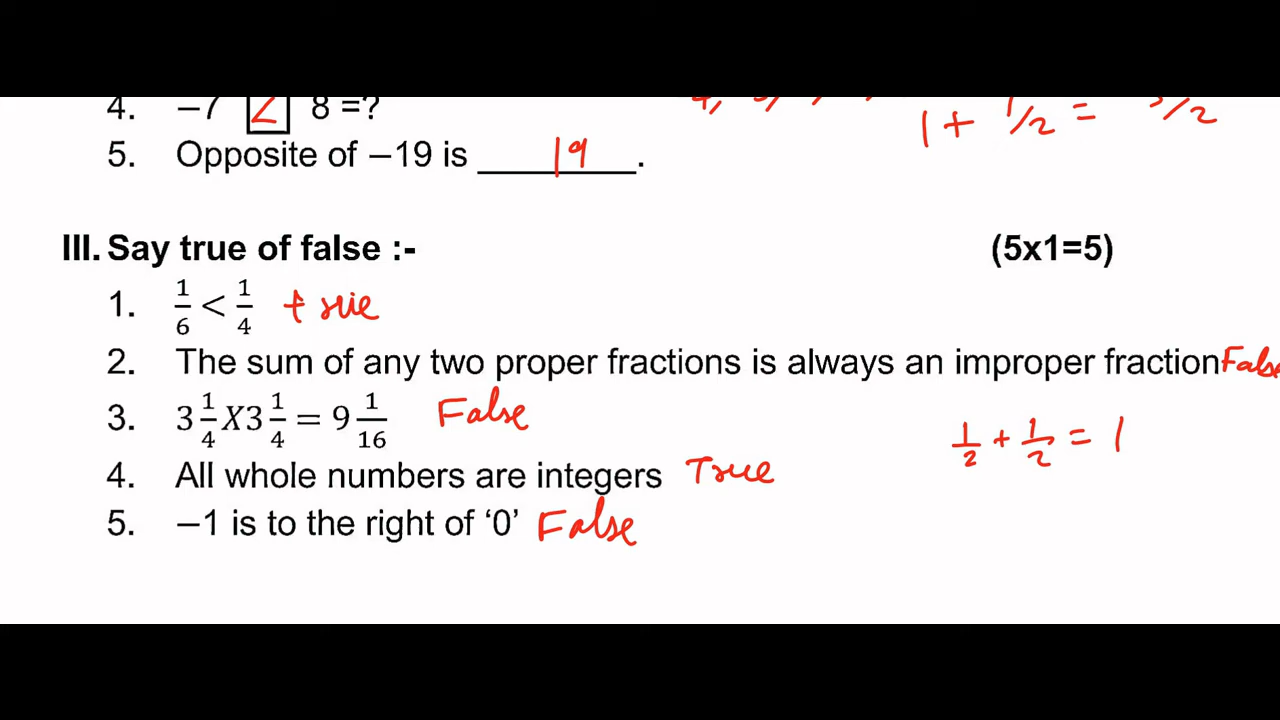 4. −7 < 8 =?
1 + 1/2 = 3/2
5. Opposite of −19 is 19.
III. Say true of false :- (5x1=5)
1. 1/6 < 1/4 true
2. The sum of any two proper fractions is always an improper fraction False
3. 3 1/4 X 3 1/4 = 9 1/16 False
1/2 + 1/2 = 1
4. All whole numbers are integers True
5. −1 is to the right of ‘0’ False